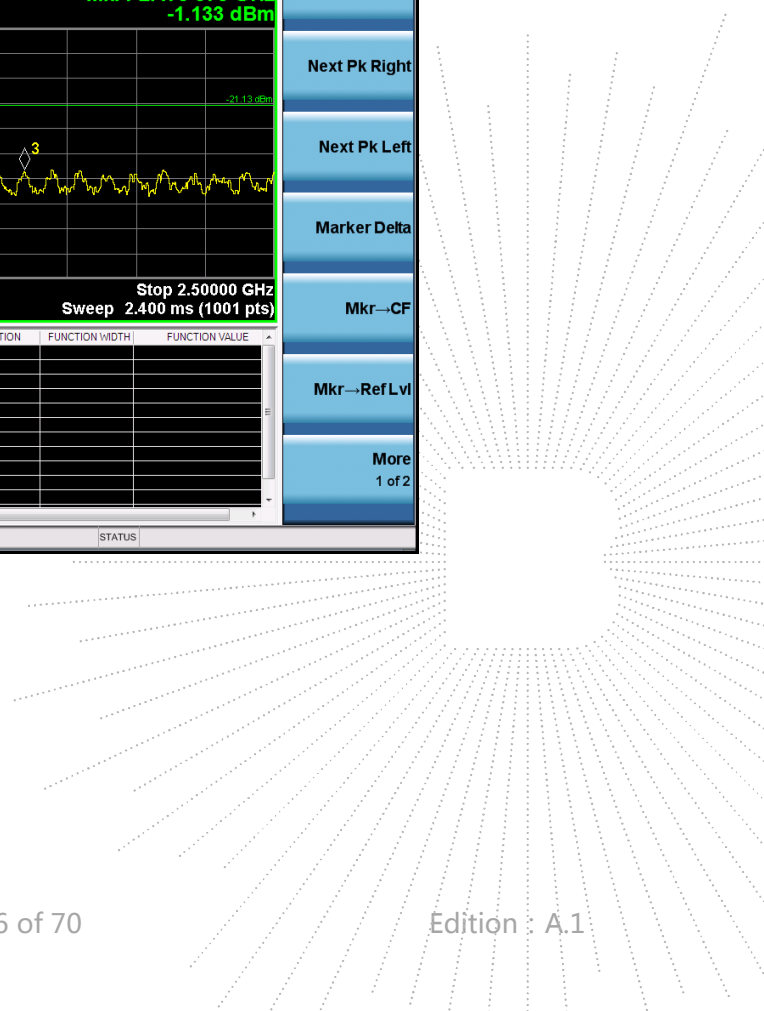 -1.133 dBm
Next Pk Right
-21.13 dBm
Next Pk Left
3
Marker Delta
Stop 2.50000 GHz
Sweep 2.400 ms (1001 pts)
Mkr→CF
FUNCTION WIDTH FUNCTION VALUE
Mkr→Ref Lvl
More
1 of 2
STATUS
6 of 70 Edition：A.1